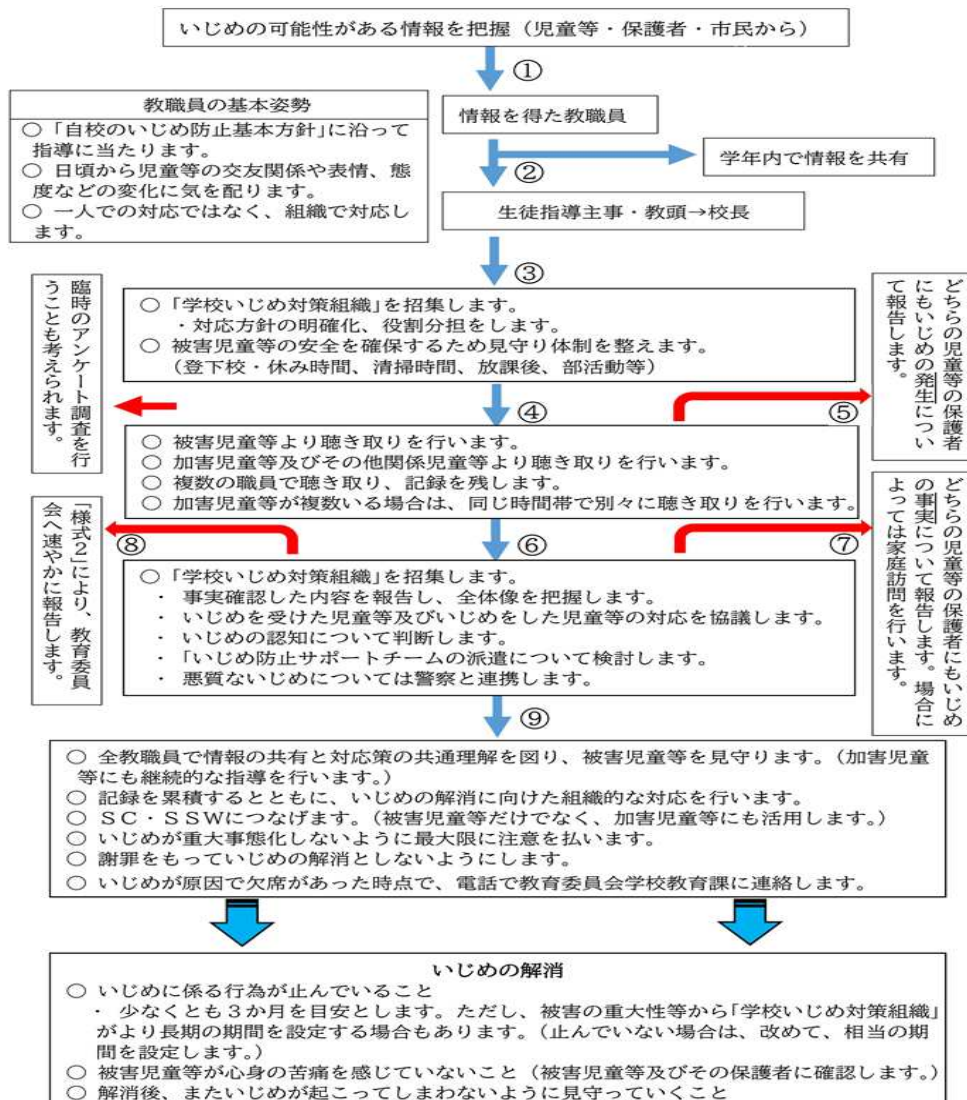 いじめの可能性がある情報を把握（児童等・保護者・市民から）
①
教職員の基本姿勢
○ 「自校のいじめ防止基本方針」に沿って
指導に当たります。
○ 日頃から児童等の交友関係や表情、態
度などの変化に気を配ります。
○ 一人での対応ではなく、組織で対応し
ます。
情報を得た教職員
②
学年内で情報を共有
生徒指導主事・教頭→校長
③
臨時のアンケート調査を行
うことも考えられます。
○ 「学校いじめ対策組織」を招集します。
・対応方針の明確化、役割分担をします。
○ 被害児童等の安全を確保するため見守り体制を整えます。
（登下校・休み時間、清掃時間、放課後、部活動等）
どちらの児童等の保護者
にもいじめの発生につい
て報告します。
④
⑤
○ 被害児童等より聴き取りを行います。
○ 加害児童等及びその他関係児童等より聴き取りを行います。
○ 複数の職員で聴き取り、記録を残します。
○ 加害児童等が複数いる場合は、同じ時間帯で別々に聴き取りを行います。
「様式２」により、教育委員
会へ速やかに報告します。
⑧
⑥
⑦
どちらの児童等の保護者にもいじめ
の事実について報告します。場合に
よっては家庭訪問を行います。
○ 「学校いじめ対策組織」を招集します。
・ 事実確認した内容を報告し、全体像を把握します。
・ いじめを受けた児童等及びいじめをした児童等の対応を協議します。
・ いじめの認知について判断します。
・ 「いじめ防止サポートチームの派遣について検討します。
・ 悪質ないじめについては警察と連携します。
⑨
○ 全教職員で情報の共有と対応策の共通理解を図り、被害児童等を見守ります。（加害児童
等にも継続的な指導を行います。）
○ 記録を累積するとともに、いじめの解消に向けた組織的な対応を行います。
○ ＳＣ・ＳＳＷにつなげます。（被害児童等だけでなく、加害児童等にも活用します。）
○ いじめが重大事態化しないように最大限に注意を払います。
○ 謝罪をもっていじめの解消としないようにします。
○ いじめが原因で欠席があった時点で、電話で教育委員会学校教育課に連絡します。
いじめの解消
○ いじめに係る行為が止んでいること
・ 少なくとも３か月を目安とします。ただし、被害の重大性等から「学校いじめ対策組織」
がより長期の期間を設定する場合もあります。（止んでいない場合は、改めて、相当の期
間を設定します。）
○ 被害児童等が心身の苦痛を感じていないこと（被害児童等及びその保護者に確認します。）
○ 解消後、またいじめが起こってしまわないように見守っていくこと